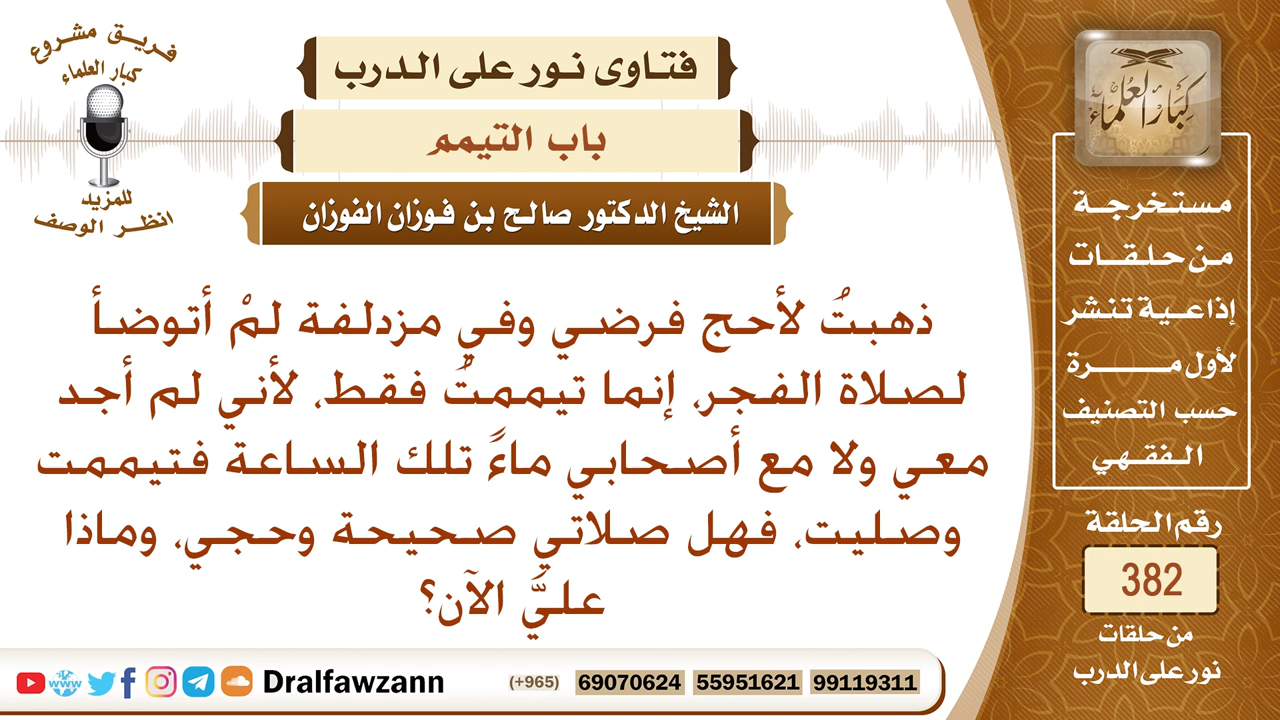 فريق مشروع
كبار العلماء
للمزيد
انظر الوصف
فتاوى نور على الدرب
باب التيمم
الشيخ الدكتور صالح بن فوزان الفوزان
ذهبتُ لأحج فرضي وفي مزدلفة لمْ أتوضأ
لصلاة الفجر، إنما تيممتُ فقط، لأني لم أجد
معي ولا مع أصحابي ماءً تلك الساعة فتيممت
وصليت، فهل صلاتي صحيحة وحجي، وماذا
عليَّ الآن؟
كبار العلماء
مستخرجة
من حلقات
إذاعية تنشر
لأول مرة
حسب التصنيف
الفقهي
رقم الحلقة
382
من حلقات
نور على الدرب
www
Dralfawzann
(+965) 69070624 55951621 99119311